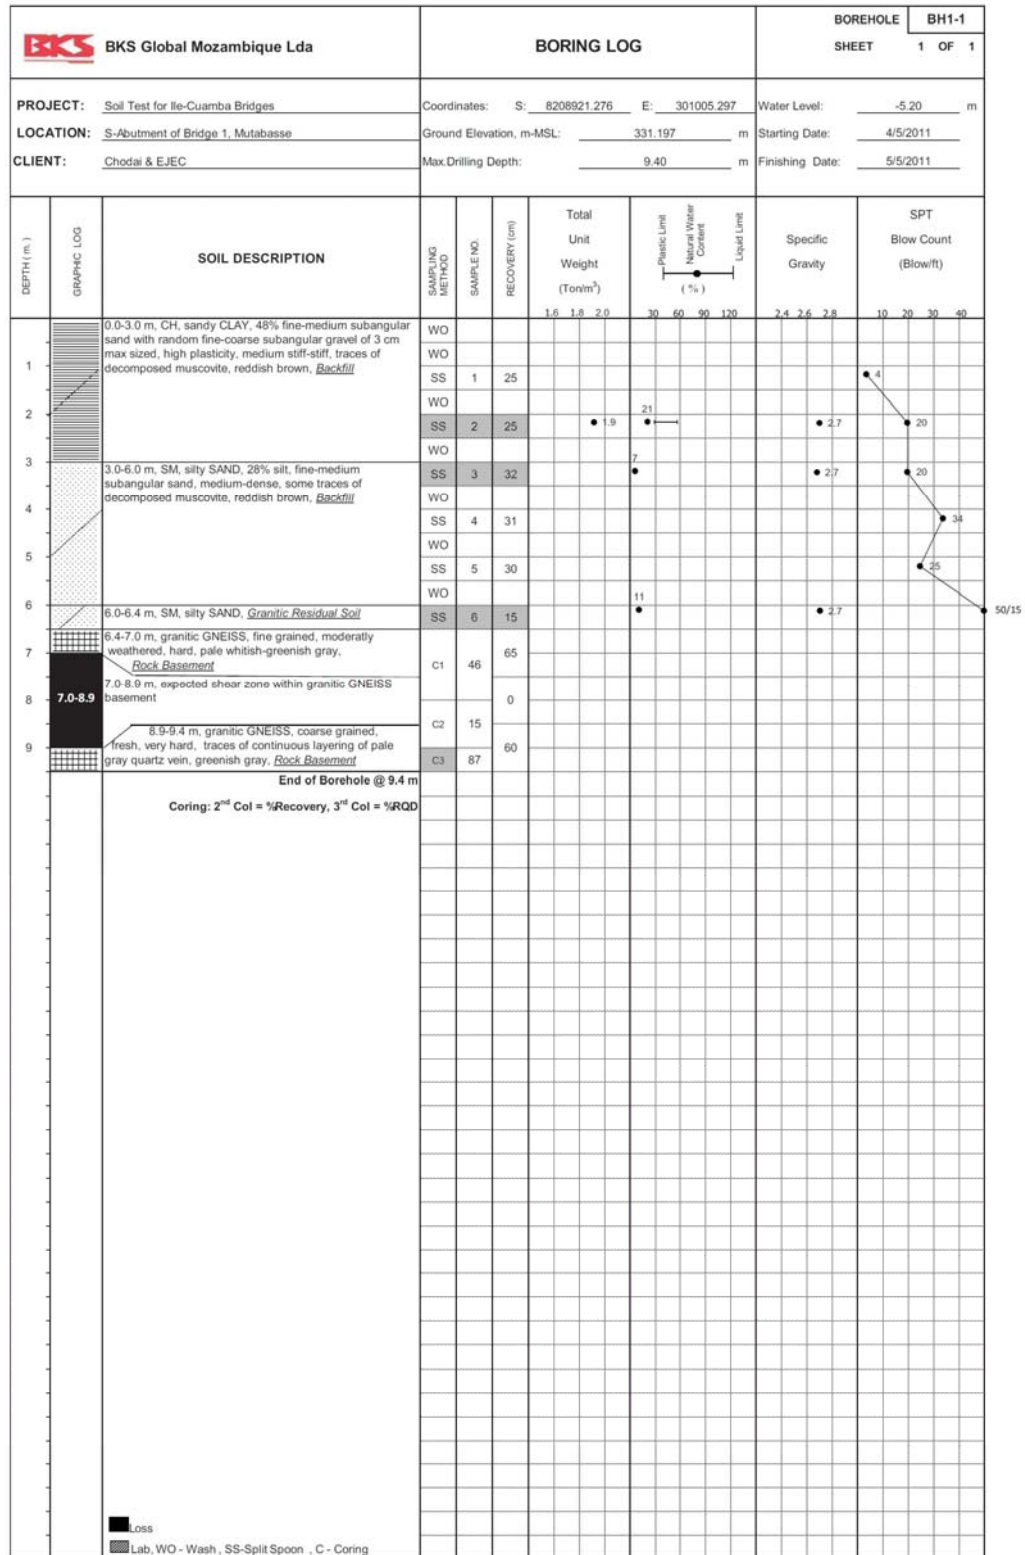 BOREHOLE BH1-1
BKS BKS Global Mozambique Lda
BORING LOG
SHEET 1 OF 1
PROJECT: Soil Test for Ile-Cuamba Bridges
Coordinates: S: 8208921.276 E: 301005.297
Water Level: -5.20 m
LOCATION: S-Abutment of Bridge 1, Mutabasse
Ground Elevation, m-MSL: 331.197 m
Starting Date: 4/5/2011
CLIENT: Chodai & EJEC
Max.Drilling Depth: 9.40 m
Finishing Date: 5/5/2011
DEPTH ( m. )
GRAPHIC LOG
SOIL DESCRIPTION
SAMPLING METHOD
SAMPLE NO.
RECOVERY (cm)
Total
Unit
Weight
(Ton/m³)
1.6 1.8 2.0
Plastic Limit
Natural Water Content
Liquid Limit
( % )
30 60 90 120
Specific
Gravity
2.4 2.6 2.8
SPT
Blow Count
(Blow/ft)
10 20 30 40
0.0-3.0 m, CH, sandy CLAY, 48% fine-medium subangular
sand with random fine-coarse subangular gravel of 3 cm
max sized, high plasticity, medium stiff-stiff, traces of
decomposed muscovite, reddish brown, Backfill
WO
WO
1
SS 1 25
4
WO
2
SS 2 25
1.9
21
2.7
20
WO
3
3.0-6.0 m, SM, silty SAND, 28% silt, fine-medium
subangular sand, medium-dense, some traces of
decomposed muscovite, reddish brown, Backfill
SS 3 32
7
2.7
20
WO
4
SS 4 31
34
WO
5
SS 5 30
25
WO
6
6.0-6.4 m, SM, silty SAND, Granitic Residual Soil
SS 6 15
11
2.7
50/15
6.4-7.0 m, granitic GNEISS, fine grained, moderatly
weathered, hard, pale whitish-greenish gray,
Rock Basement
7
C1 46 65
7.0-8.9 m, expected shear zone within granitic GNEISS
basement
8
7.0-8.9
0
C2 15
8.9-9.4 m, granitic GNEISS, coarse grained,
fresh, very hard, traces of continuous layering of pale
gray quartz vein, greenish gray, Rock Basement
9
60
C3 87
End of Borehole @ 9.4 m
Coring: 2nd Col = %Recovery, 3rd Col = %RQD
Loss
Lab, WO - Wash , SS-Split Spoon , C - Coring